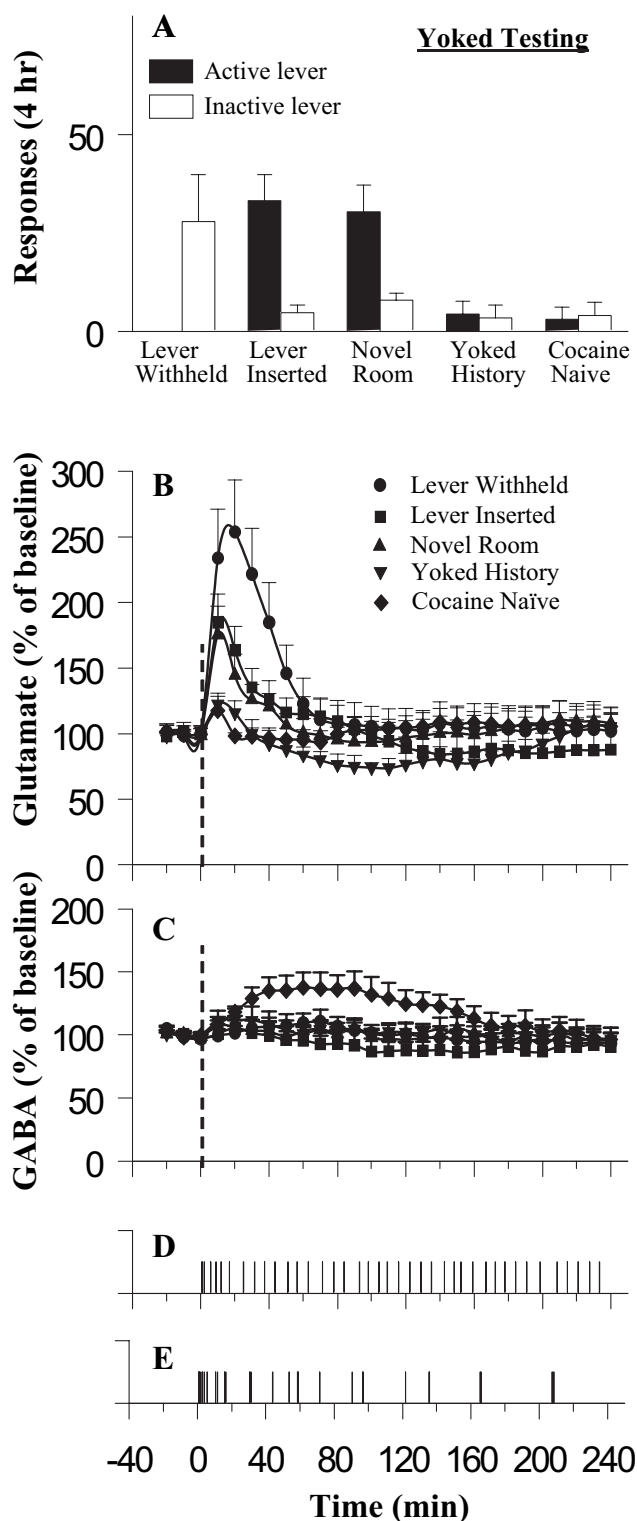 A
Yoked Testing
Active lever
Inactive lever
Responses (4 hr)
50
0
Lever Withheld
Lever Inserted
Novel Room
Yoked History
Cocaine Naive
B
Lever Withheld
Lever Inserted
Novel Room
Yoked History
Cocaine Naïve
Glutamate (% of baseline)
300
250
200
150
100
50
0
C
GABA (% of baseline)
200
150
100
50
0
D
E
-40 0 40 80 120 160 200 240
Time (min)